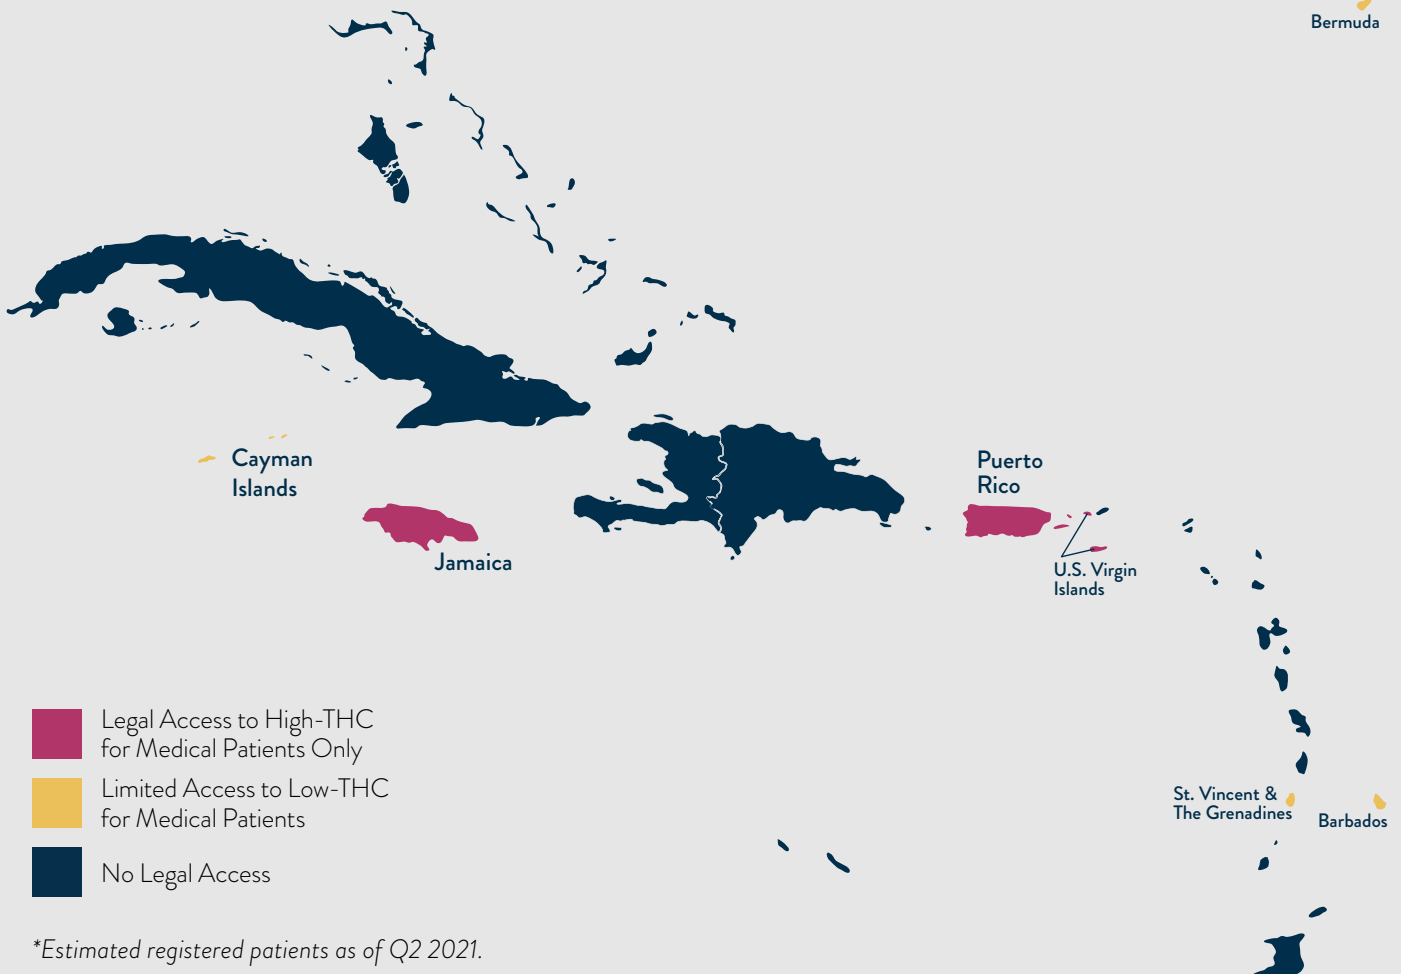 Bermuda
Cayman
Islands
Puerto
Rico
Jamaica
U.S. Virgin
Islands
Legal Access to High-THC
for Medical Patients Only
Limited Access to Low-THC
for Medical Patients
St. Vincent &
The Grenadines
Barbados
No Legal Access
*Estimated registered patients as of Q2 2021.